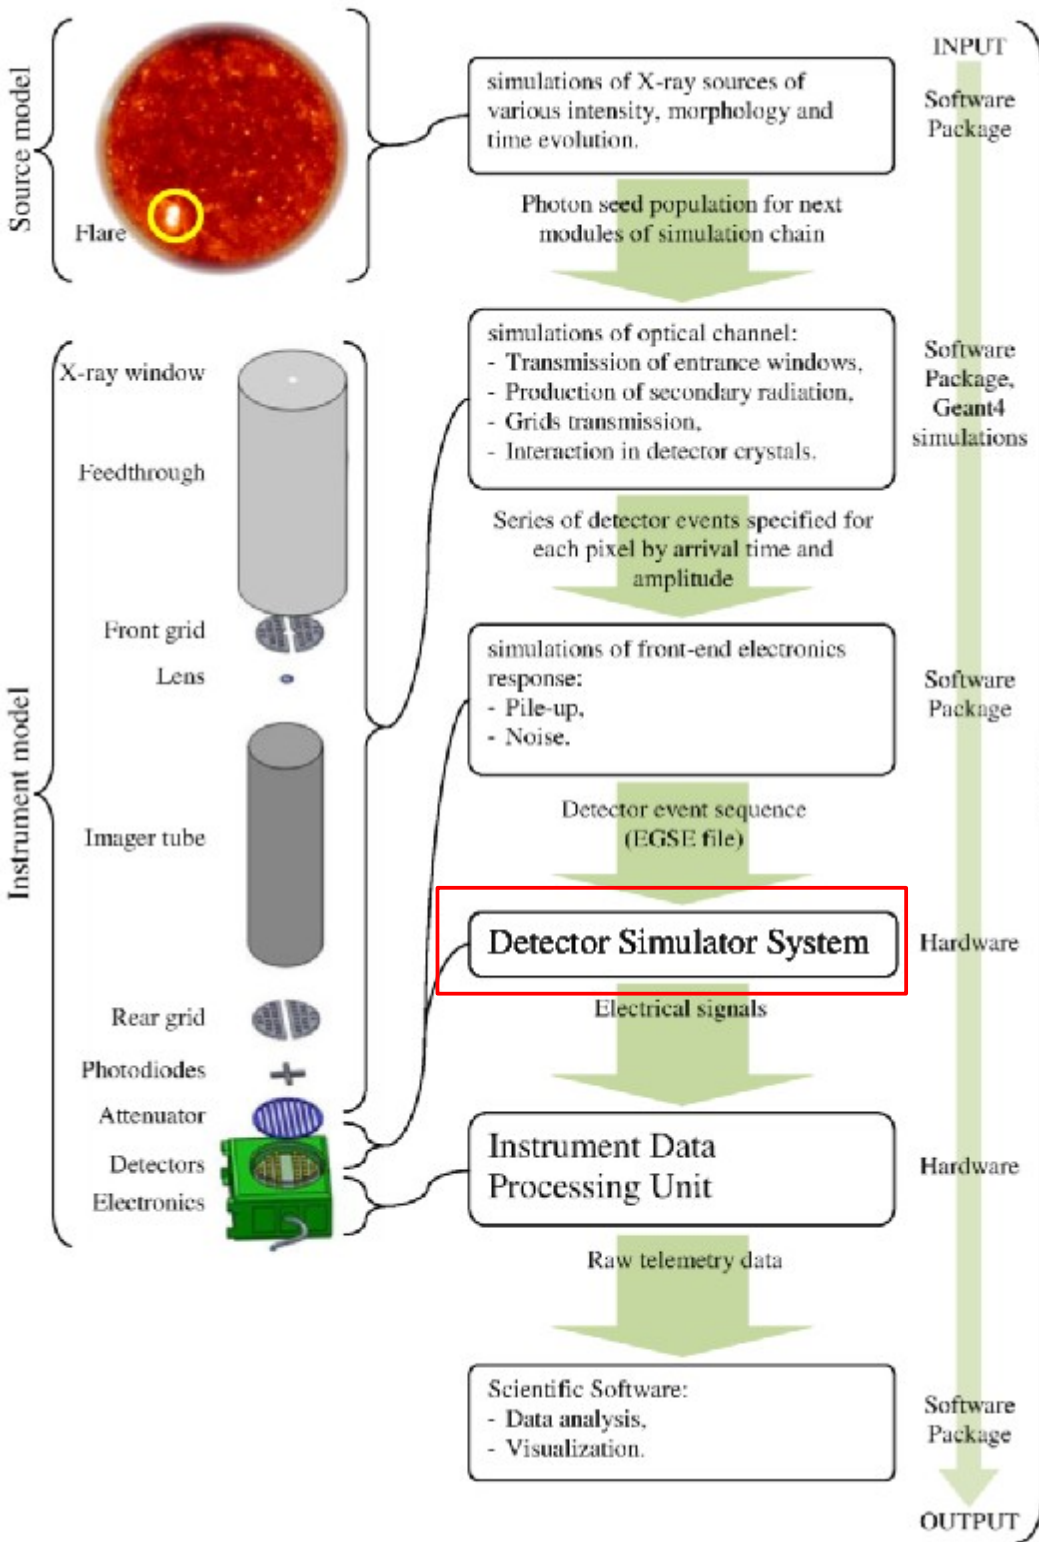 Source model
Flare
simulations of X-ray sources of
various intensity, morphology and
time evolution.
INPUT
Software
Package
Photon seed population for next
modules of simulation chain
Instrument model
X-ray window
Feedthrough
Front grid
Lens
Imager tube
Rear grid
Photodiodes
Attenuator
Detectors
Electronics
simulations of optical channel:
- Transmission of entrance windows,
- Production of secondary radiation,
- Grids transmission,
- Interaction in detector crystals.
Software
Package,
Geant4
simulations
Series of detector events specified for
each pixel by arrival time and
amplitude
simulations of front-end electronics
response:
- Pile-up,
- Noise.
Software
Package
Detector event sequence
(EGSE file)
Detector Simulator System
Hardware
Electrical signals
Instrument Data
Processing Unit
Hardware
Raw telemetry data
Scientific Software:
- Data analysis,
- Visualization.
Software
Package
OUTPUT